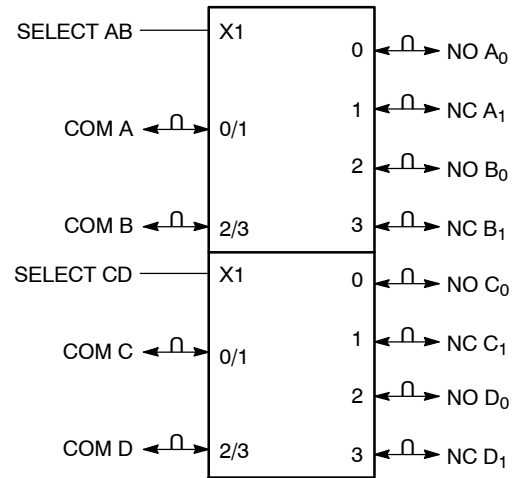 SELECT AB X1
0 NO A₀
1 NC A₁
COM A 0/1
2 NO B₀
COM B 2/3 3 NC B₁
SELECT CD X1 0 NO C₀
1 NC C₁
COM C 0/1
2 NO D₀
COM D 2/3 3 NC D₁